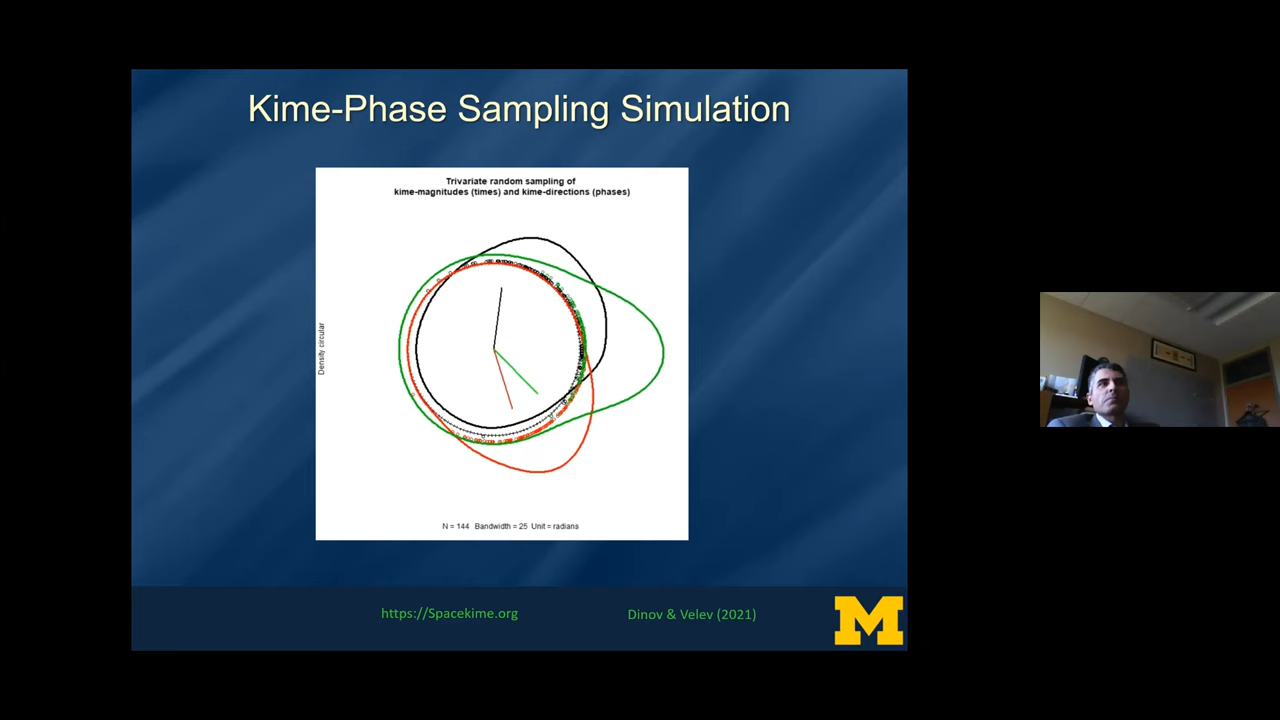 Kime-Phase Sampling Simulation
Trivariate random sampling of
kime-magnitudes (times) and kime-directions (phases)
Density circular
N = 144 Bandwidth = 25 Unit = radians
https://Spacekime.org
Dinov & Velev (2021)
M